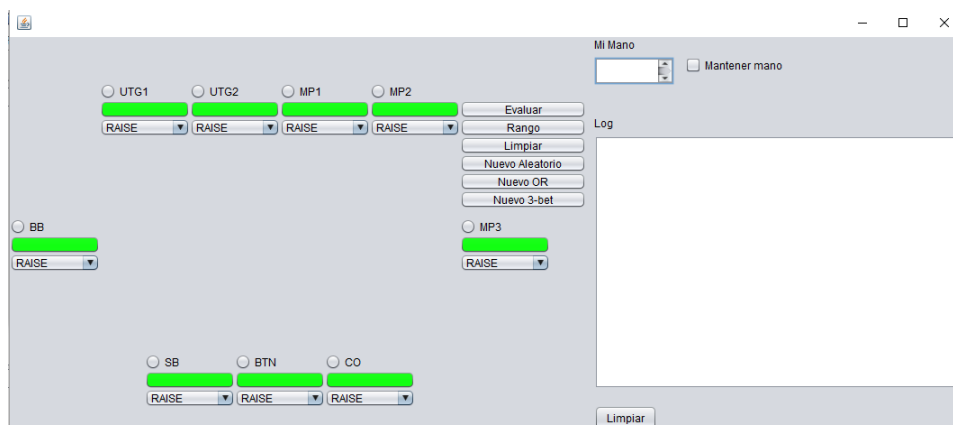 Mi Mano
Mantener mano
UTG1 UTG2 MP1 MP2
Evaluar
RAISE RAISE RAISE RAISE Rango
Log
Limpiar
Nuevo Aleatorio
Nuevo OR
Nuevo 3-bet
BB MP3
RAISE RAISE
SB BTN CO
RAISE RAISE RAISE
Limpiar